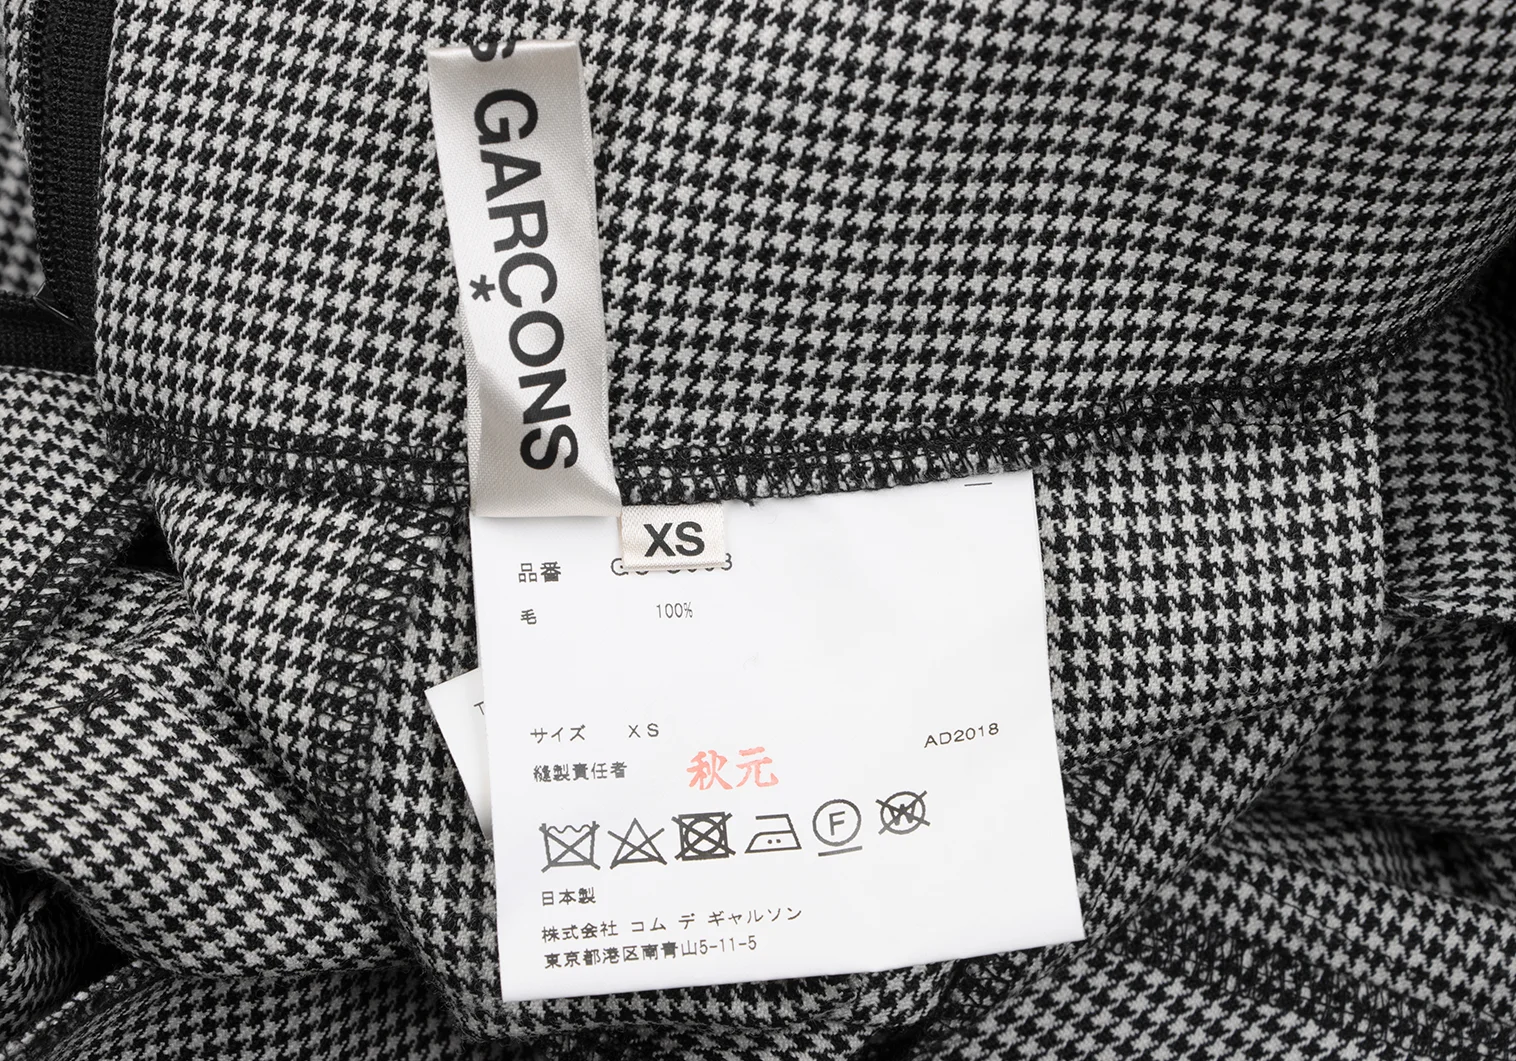 GARÇONS
*
XS
品番
毛 100%
サイズ XS
AD2018
縫製責任者 秋元
F
W
日本製
株式会社 コム デ ギャルソン
東京都港区南青山5-11-5